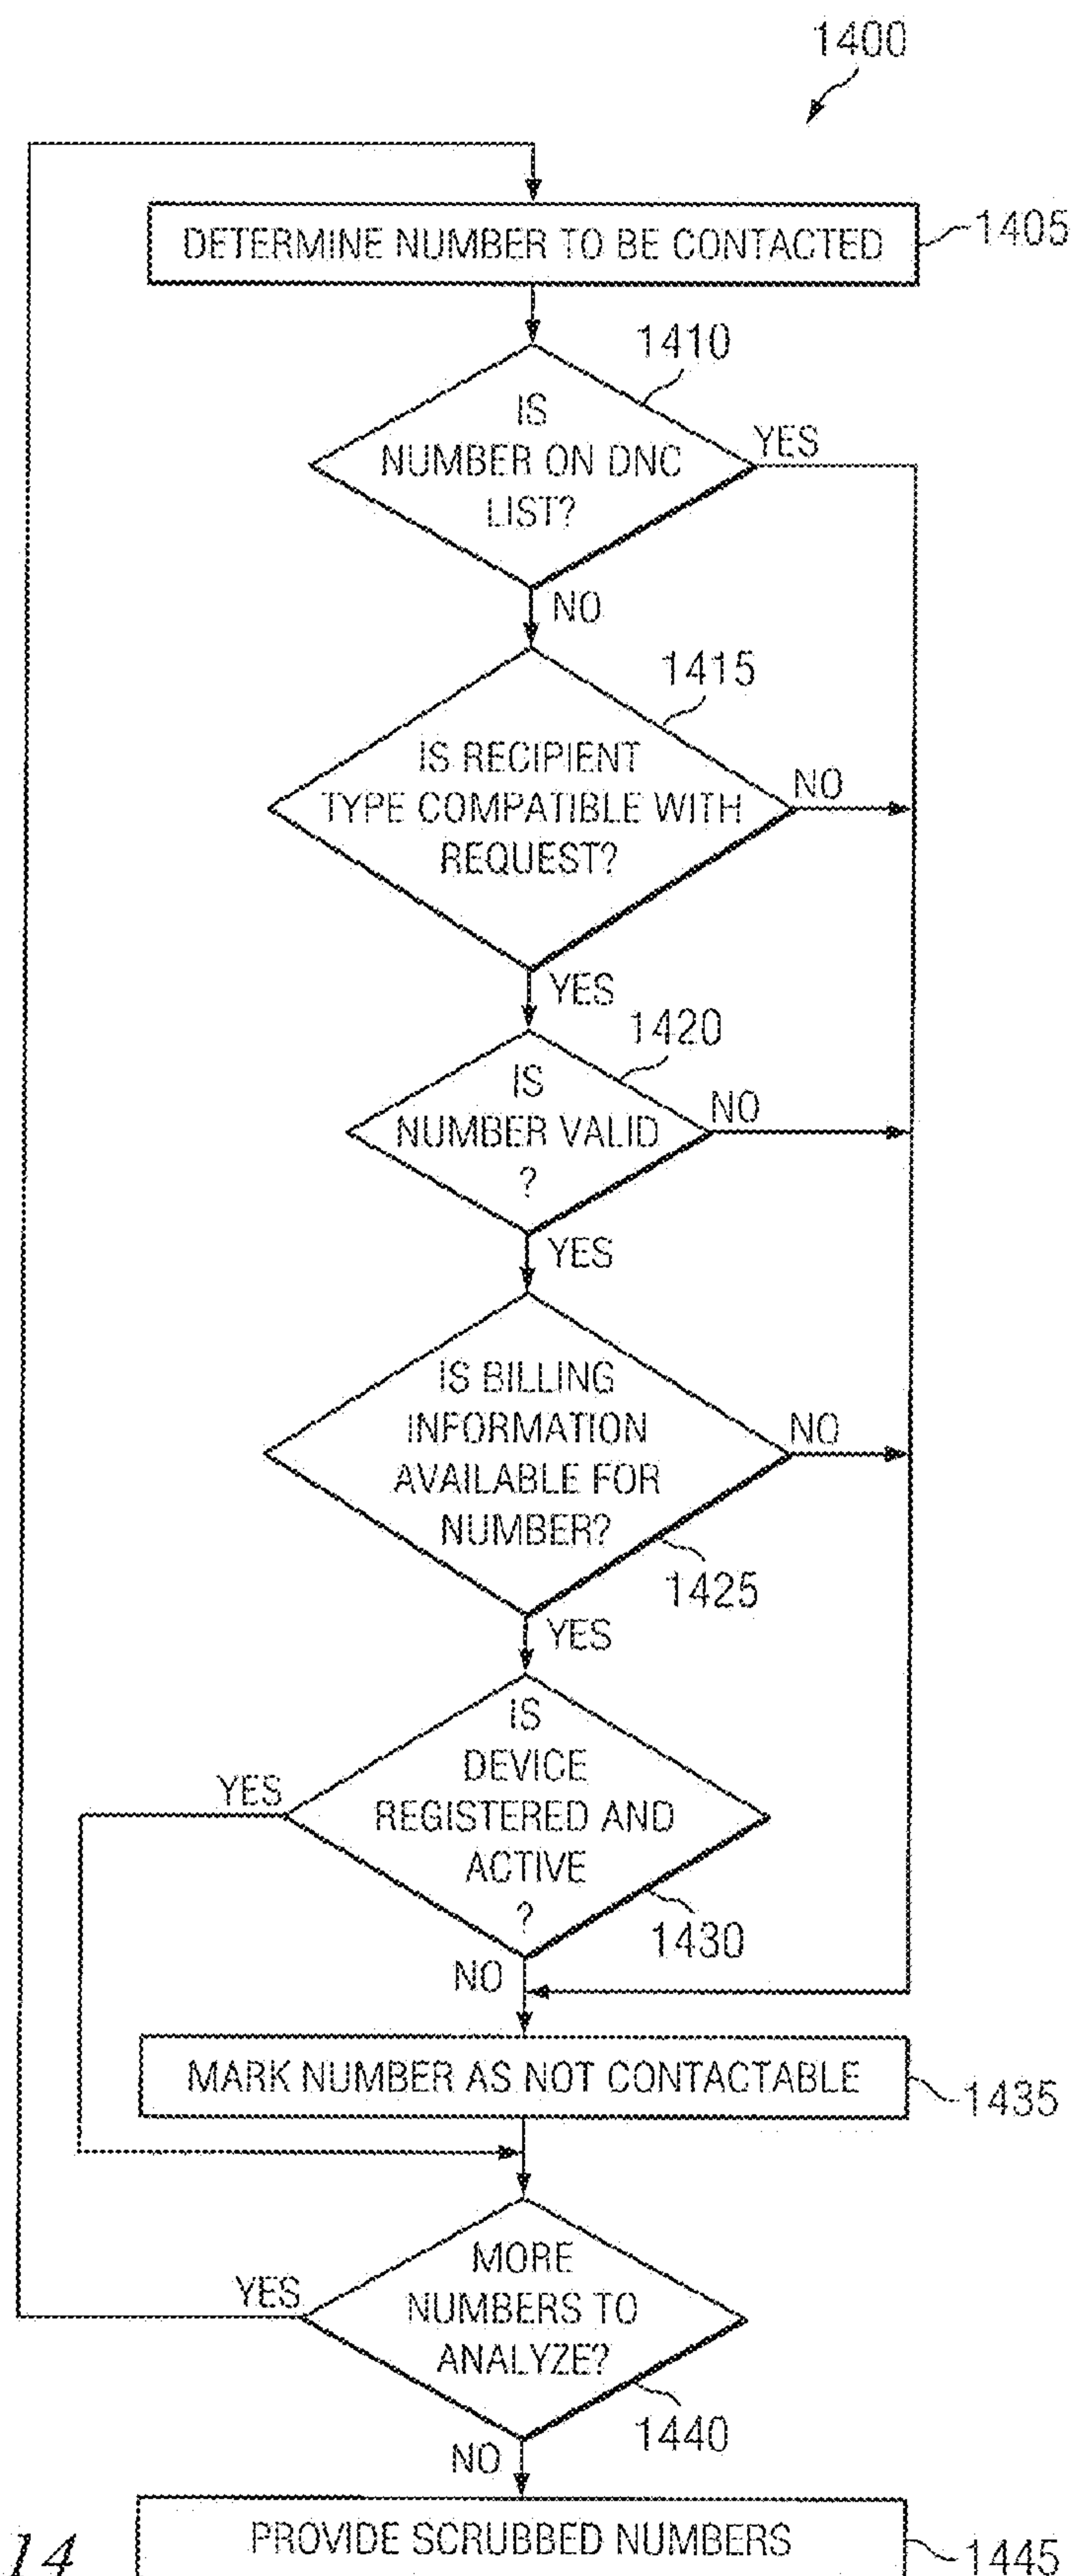 1400
DETERMINE NUMBER TO BE CONTACTED
1405
1410
IS
NUMBER ON DNC
LIST?
YES
NO
1415
IS RECIPIENT
TYPE COMPATIBLE WITH
REQUEST?
NO
YES
1420
IS
NUMBER VALID
?
NO
YES
IS BILLING
INFORMATION
AVAILABLE FOR
NUMBER?
NO
1425
YES
IS
DEVICE
REGISTERED AND
ACTIVE
?
YES
1430
NO
MARK NUMBER AS NOT CONTACTABLE
1435
MORE
NUMBERS TO
ANALYZE?
YES
1440
NO
PROVIDE SCRUBBED NUMBERS
1445
14